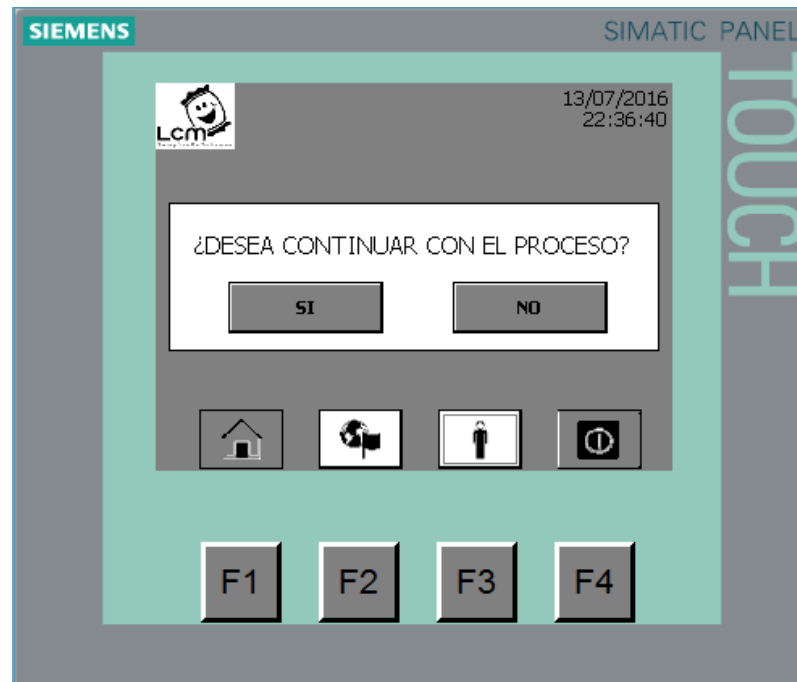 SIEMENS
SIMATIC PANEL
TOUCH
LCM
13/07/2016
22:36:40
¿DESEA CONTINUAR CON EL PROCESO?
SI
NO
F1
F2
F3
F4